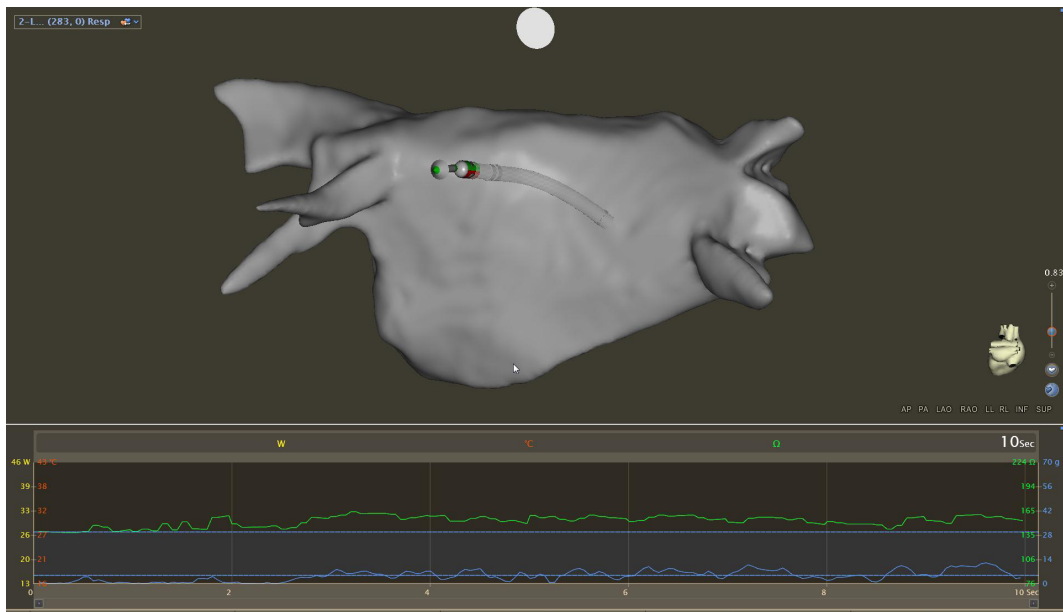 2-L... (283, 0) Resp
0.83
AP PA LAO RAO LL RL INF SUP
W °C Ω 10Sec
46 W 43 °C 224 Ω 70 g
39 38 194 56
33 32 165 42
26 27 135 28
20 21 106 14
13 16 76 0
0 2 4 6 8 10 Sec